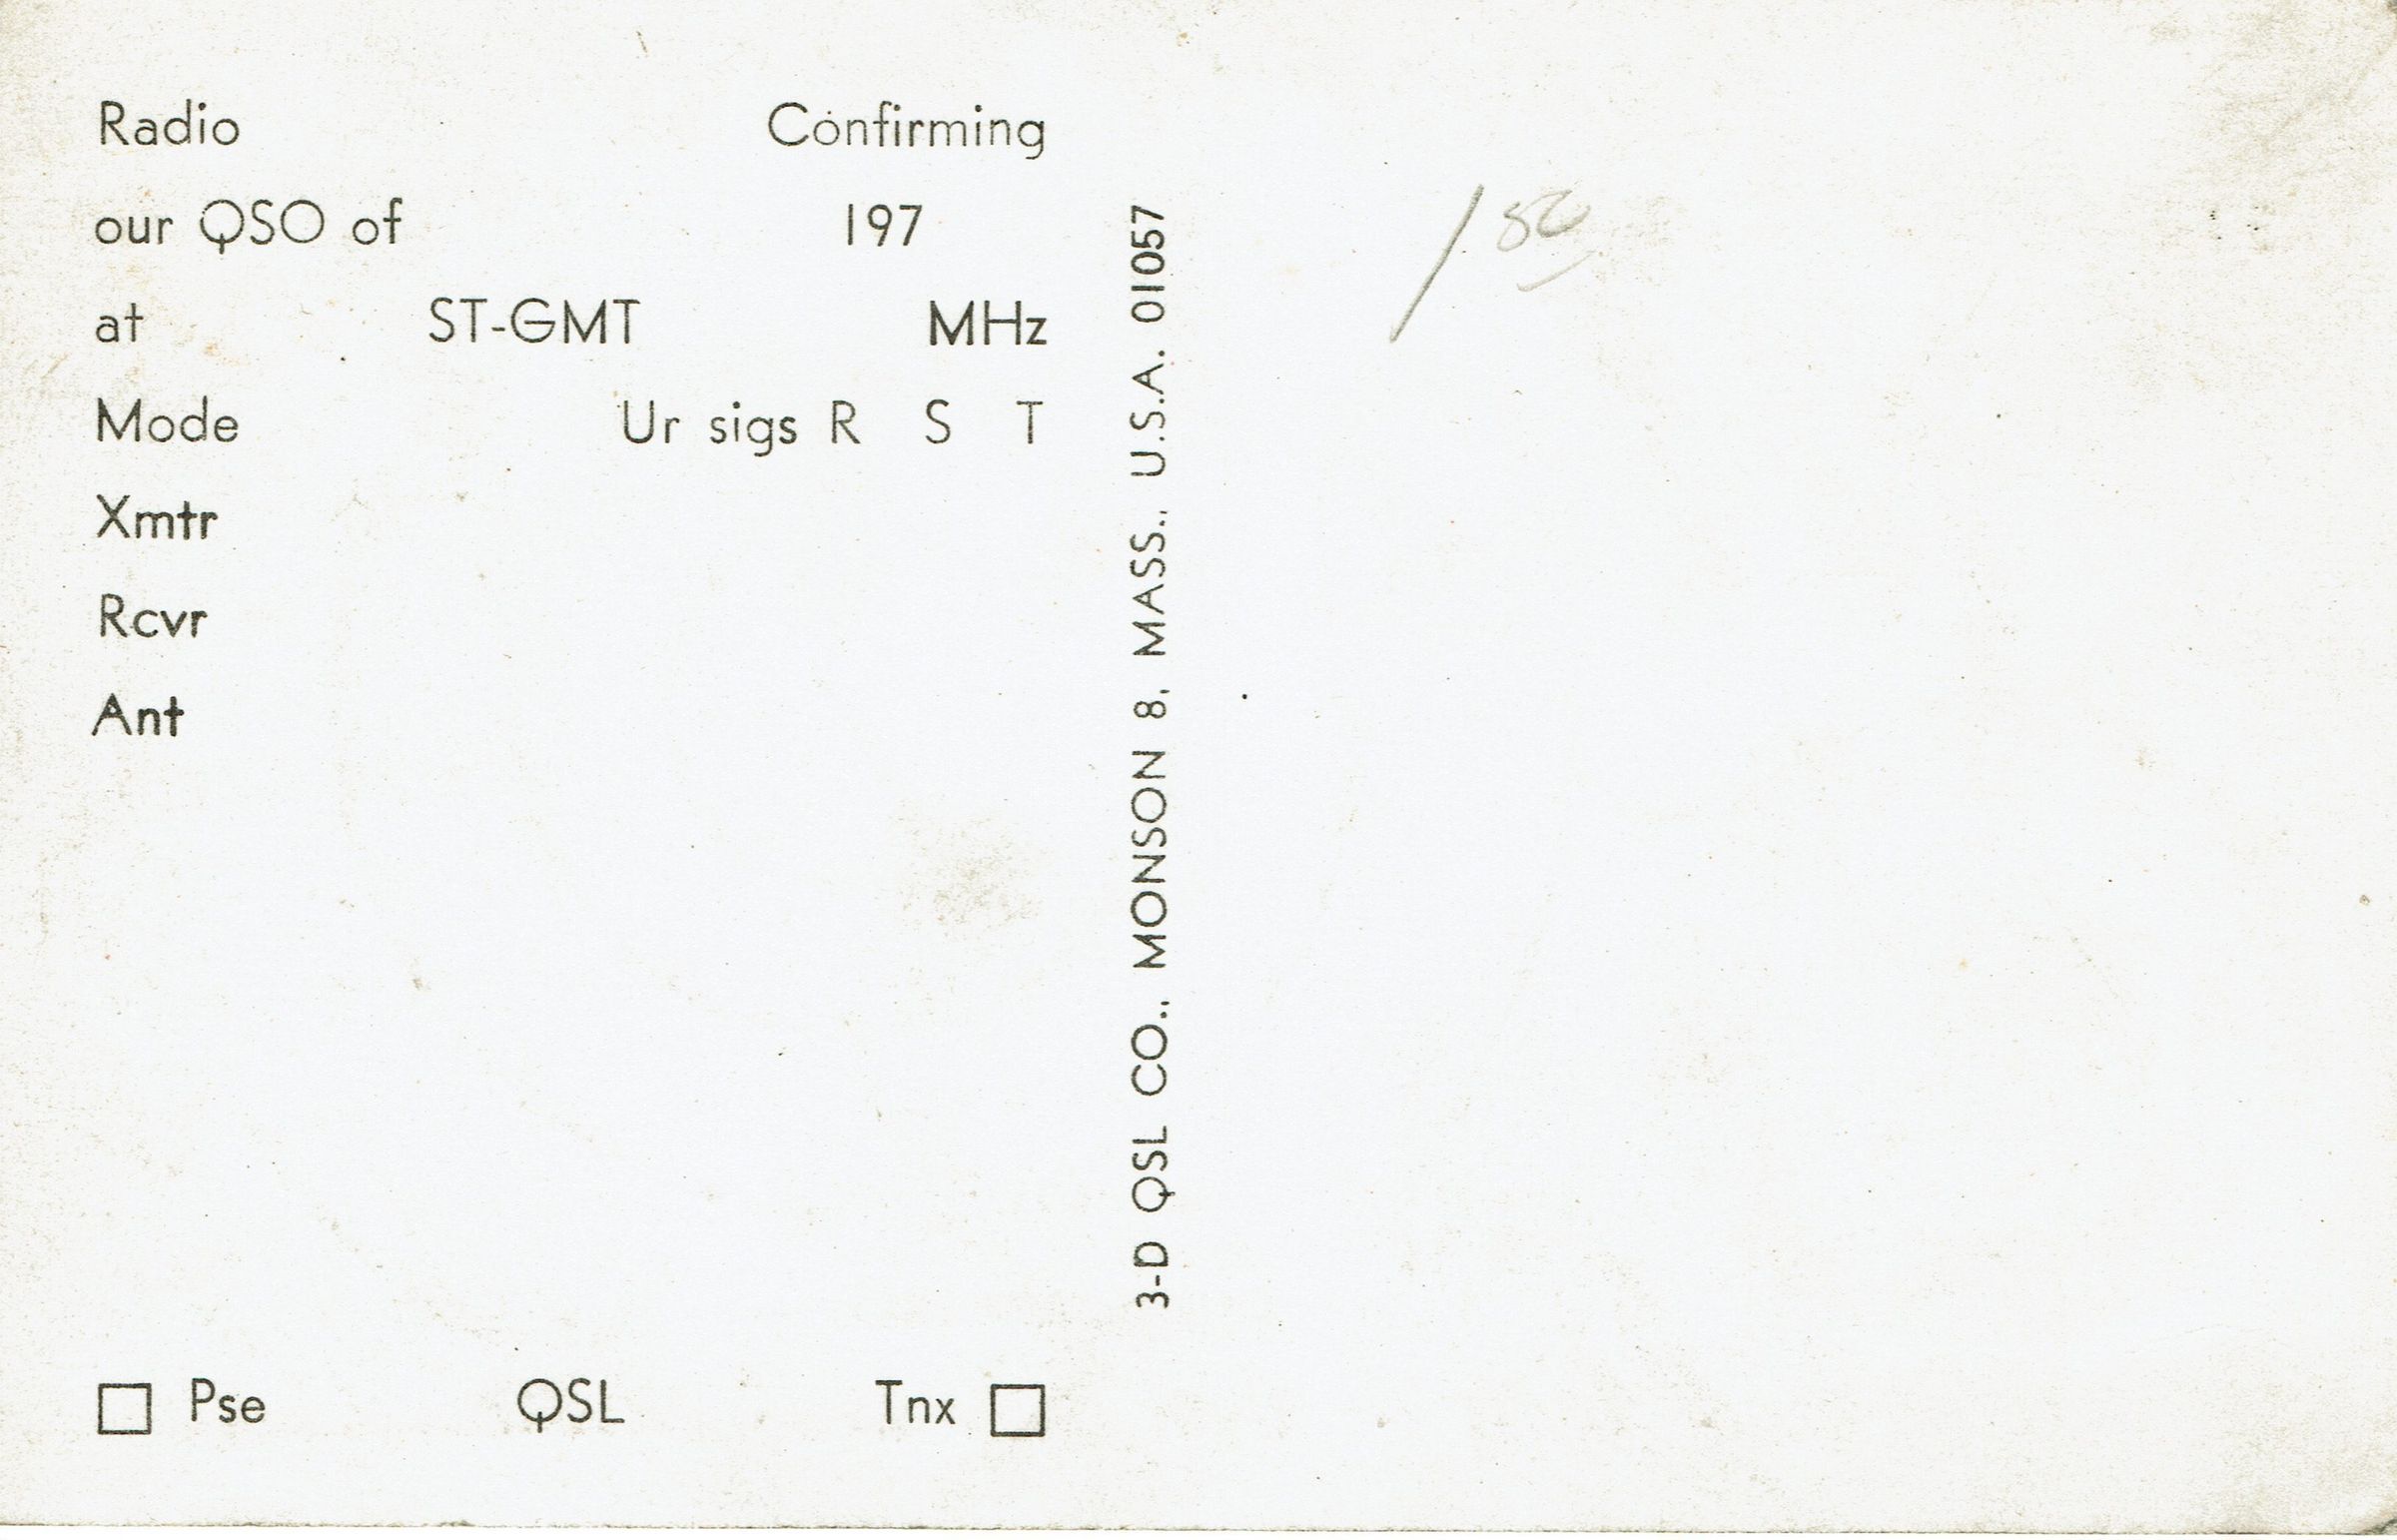 Radio Confirming
our QSO of 197
at ST-GMT MHz
Mode Ur sigs R S T
Xmtr
Rcvr
Ant
☐ Pse QSL Tnx ☐
3-D QSL CO., MONSON 8, MASS., U.S.A. 01057